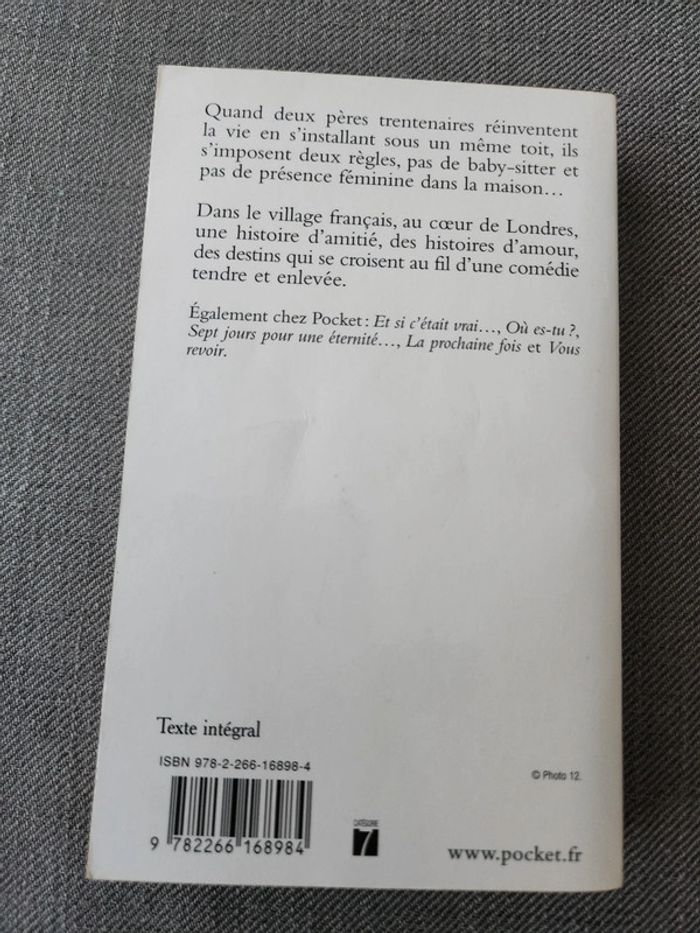 Quand deux pères trentenaires réinventent
la vie en s'installant sous un même toit, ils
s'imposent deux règles, pas de baby-sitter et
pas de présence féminine dans la maison…
Dans le village français, au cœur de Londres,
une histoire d'amitié, des histoires d'amour,
des destins qui se croisent au fil d'une comédie
tendre et enlevée.
Également chez Pocket : Et si c'était vrai…, Où es-tu ?,
Sept jours pour une éternité…, La prochaine fois et Vous
revoir.
Texte intégral
ISBN 978-2-266-16898-4
© Photo 12.
CATÉGORIE
7
9 782266 168984
www.pocket.fr